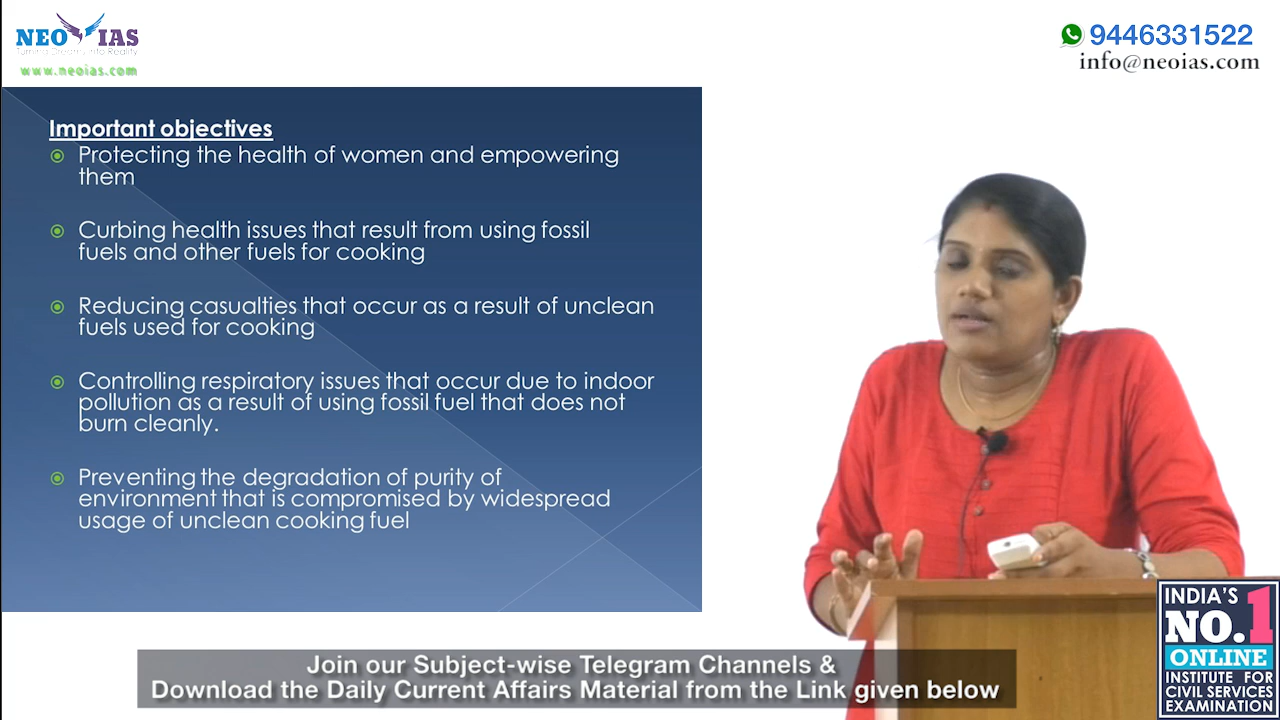 NEO IAS
Turning Dreams into Reality
www.neoias.com
9446331522
info@neoias.com
Important objectives
Protecting the health of women and empowering
them
Curbing health issues that result from using fossil
fuels and other fuels for cooking
Reducing casualties that occur as a result of unclean
fuels used for cooking
Controlling respiratory issues that occur due to indoor
pollution as a result of using fossil fuel that does not
burn cleanly.
Preventing the degradation of purity of
environment that is compromised by widespread
usage of unclean cooking fuel
INDIA'S
NO.1
ONLINE
INSTITUTE FOR
CIVIL SERVICES
EXAMINATION
Join our Subject-wise Telegram Channels &
Download the Daily Current Affairs Material from the Link given below